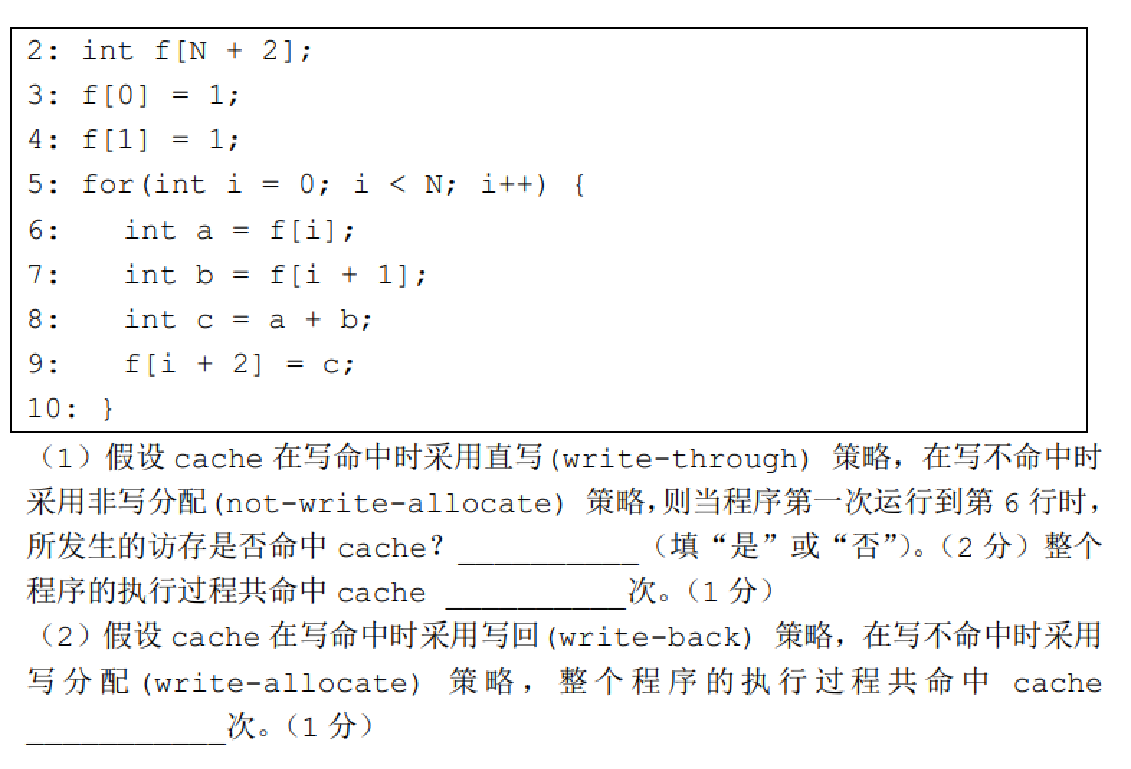 2: int f[N + 2];
3: f[0] = 1;
4: f[1] = 1;
5: for(int i = 0; i < N; i++) {
6:   int a = f[i];
7:   int b = f[i + 1];
8:   int c = a + b;
9:   f[i + 2] = c;
10: }
（1）假设 cache 在写命中时采用直写(write-through) 策略，在写不命中时
采用非写分配(not-write-allocate) 策略,则当程序第一次运行到第 6 行时，
所发生的访存是否命中 cache？ __________ （填“是”或“否”）。（2 分）整个
程序的执行过程共命中 cache __________次。（1 分）
（2）假设 cache 在写命中时采用写回(write-back) 策略，在写不命中时采用
写分配(write-allocate) 策略，整个程序的执行过程共命中 cache
___________次。（1 分）